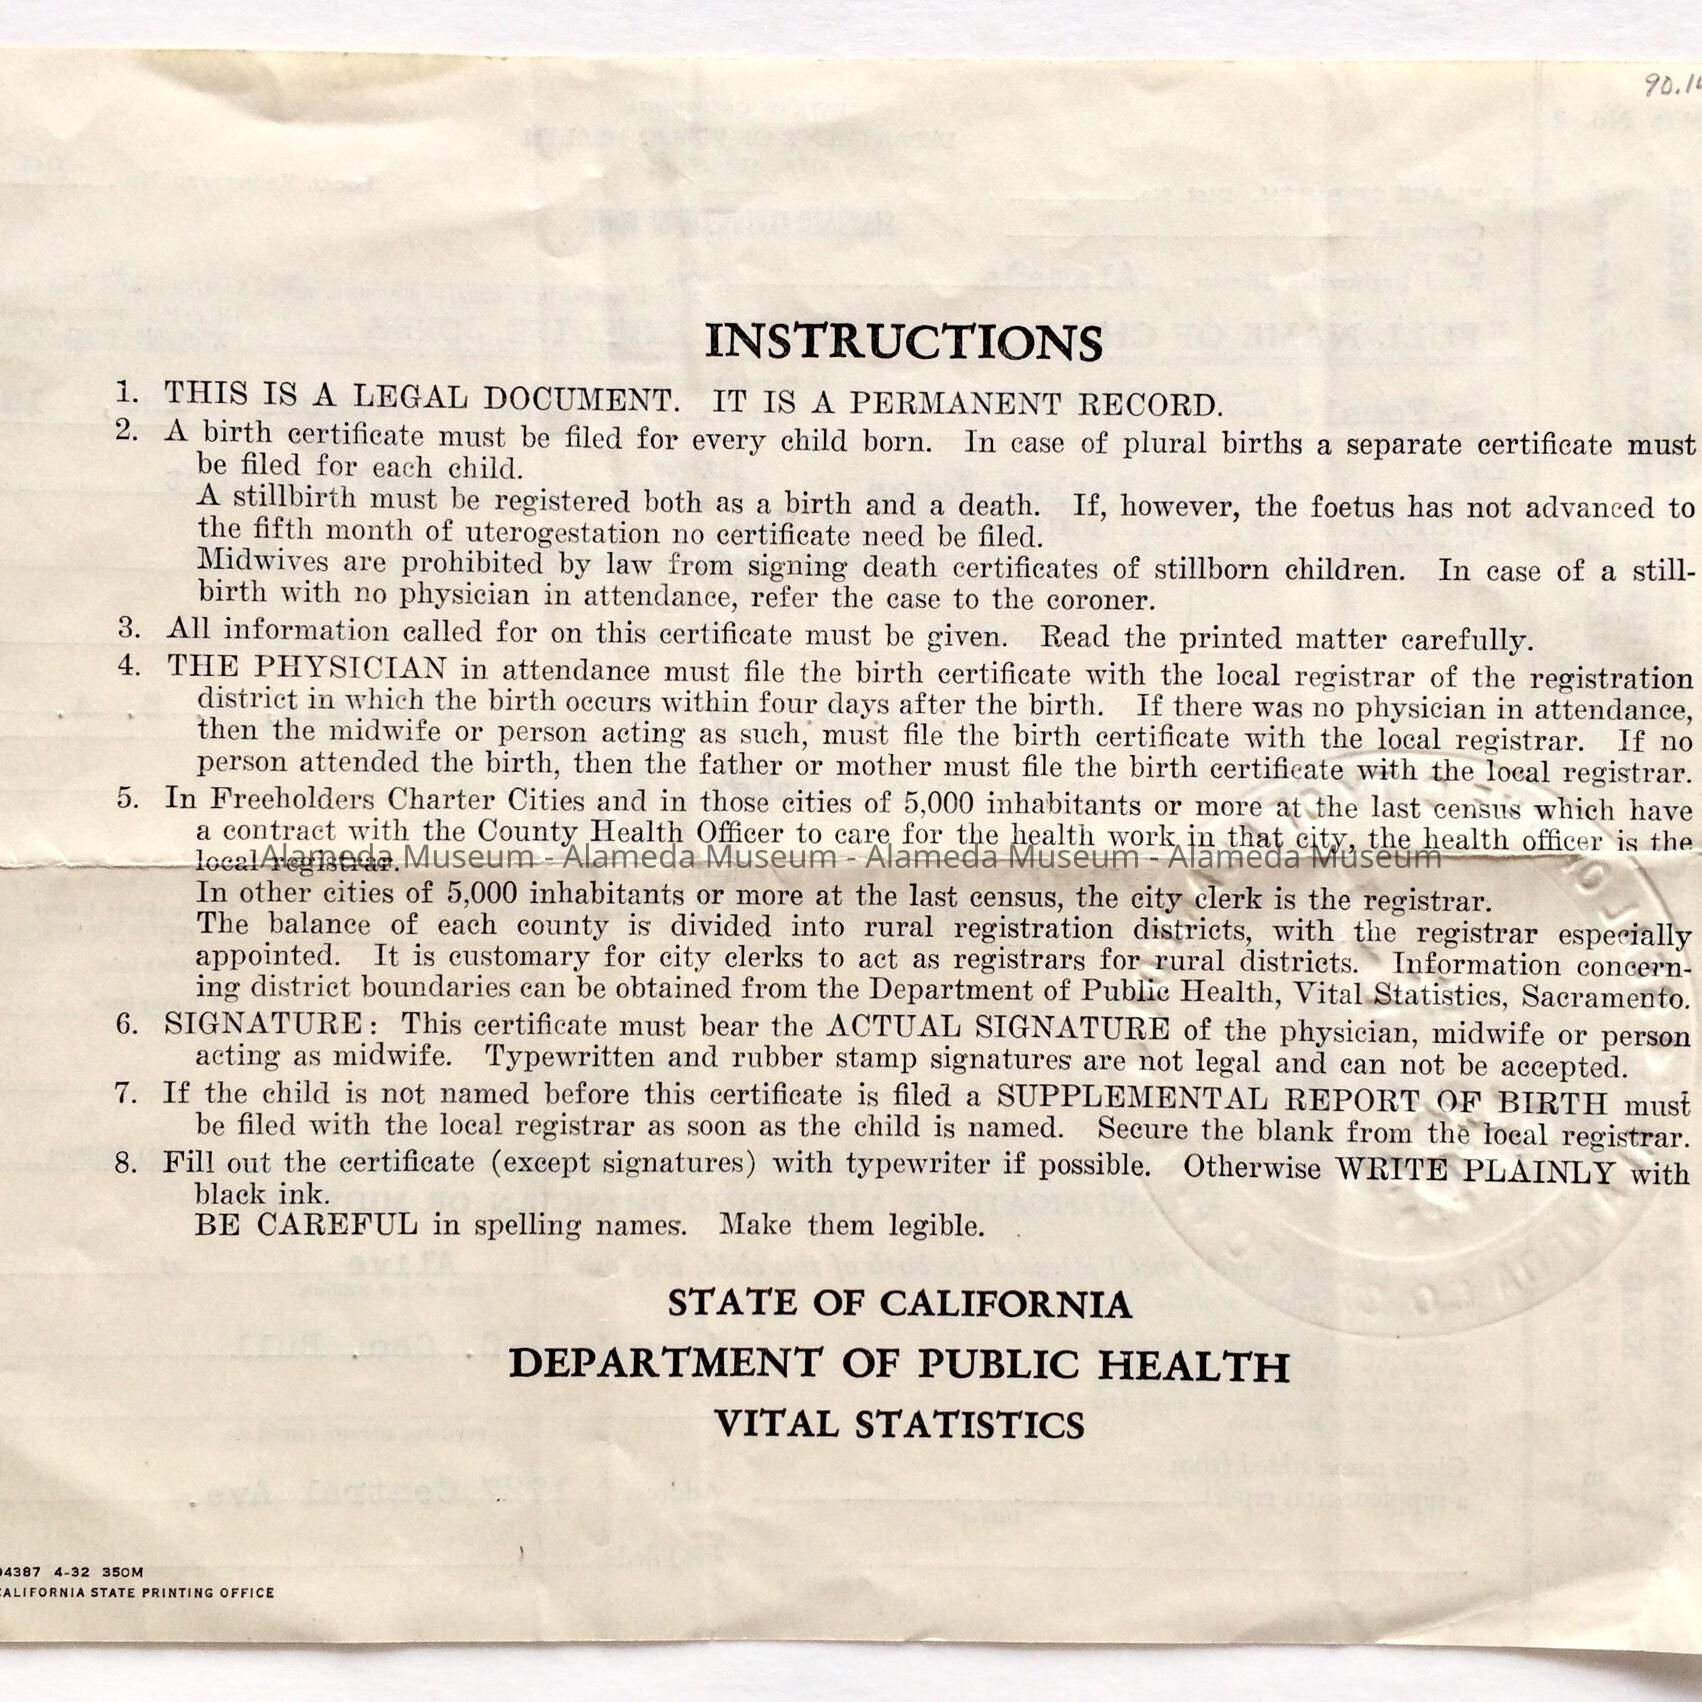 90.14
INSTRUCTIONS
1. THIS IS A LEGAL DOCUMENT. IT IS A PERMANENT RECORD.
2. A birth certificate must be filed for every child born. In case of plural births a separate certificate must
be filed for each child.
A stillbirth must be registered both as a birth and a death. If, however, the foetus has not advanced to
the fifth month of uterogestation no certificate need be filed.
Midwives are prohibited by law from signing death certificates of stillborn children. In case of a still-
birth with no physician in attendance, refer the case to the coroner.
3. All information called for on this certificate must be given. Read the printed matter carefully.
4. THE PHYSICIAN in attendance must file the birth certificate with the local registrar of the registration
district in which the birth occurs within four days after the birth. If there was no physician in attendance,
then the midwife or person acting as such, must file the birth certificate with the local registrar. If no
person attended the birth, then the father or mother must file the birth certificate with the local registrar.
5. In Freeholders Charter Cities and in those cities of 5,000 inhabitants or more at the last census which have
a contract with the County Health Officer to care for the health work in that city, the health officer is the
local registrar.
Alameda Museum - Alameda Museum - Alameda Museum - Alameda Museum
In other cities of 5,000 inhabitants or more at the last census, the city clerk is the registrar.
The balance of each county is divided into rural registration districts, with the registrar especially
appointed. It is customary for city clerks to act as registrars for rural districts. Information concern-
ing district boundaries can be obtained from the Department of Public Health, Vital Statistics, Sacramento.
6. SIGNATURE: This certificate must bear the ACTUAL SIGNATURE of the physician, midwife or person
acting as midwife. Typewritten and rubber stamp signatures are not legal and can not be accepted.
7. If the child is not named before this certificate is filed a SUPPLEMENTAL REPORT OF BIRTH must
be filed with the local registrar as soon as the child is named. Secure the blank from the local registrar.
8. Fill out the certificate (except signatures) with typewriter if possible. Otherwise WRITE PLAINLY with
black ink.
BE CAREFUL in spelling names. Make them legible.
STATE OF CALIFORNIA
DEPARTMENT OF PUBLIC HEALTH
VITAL STATISTICS
4387 4-32 350M
CALIFORNIA STATE PRINTING OFFICE